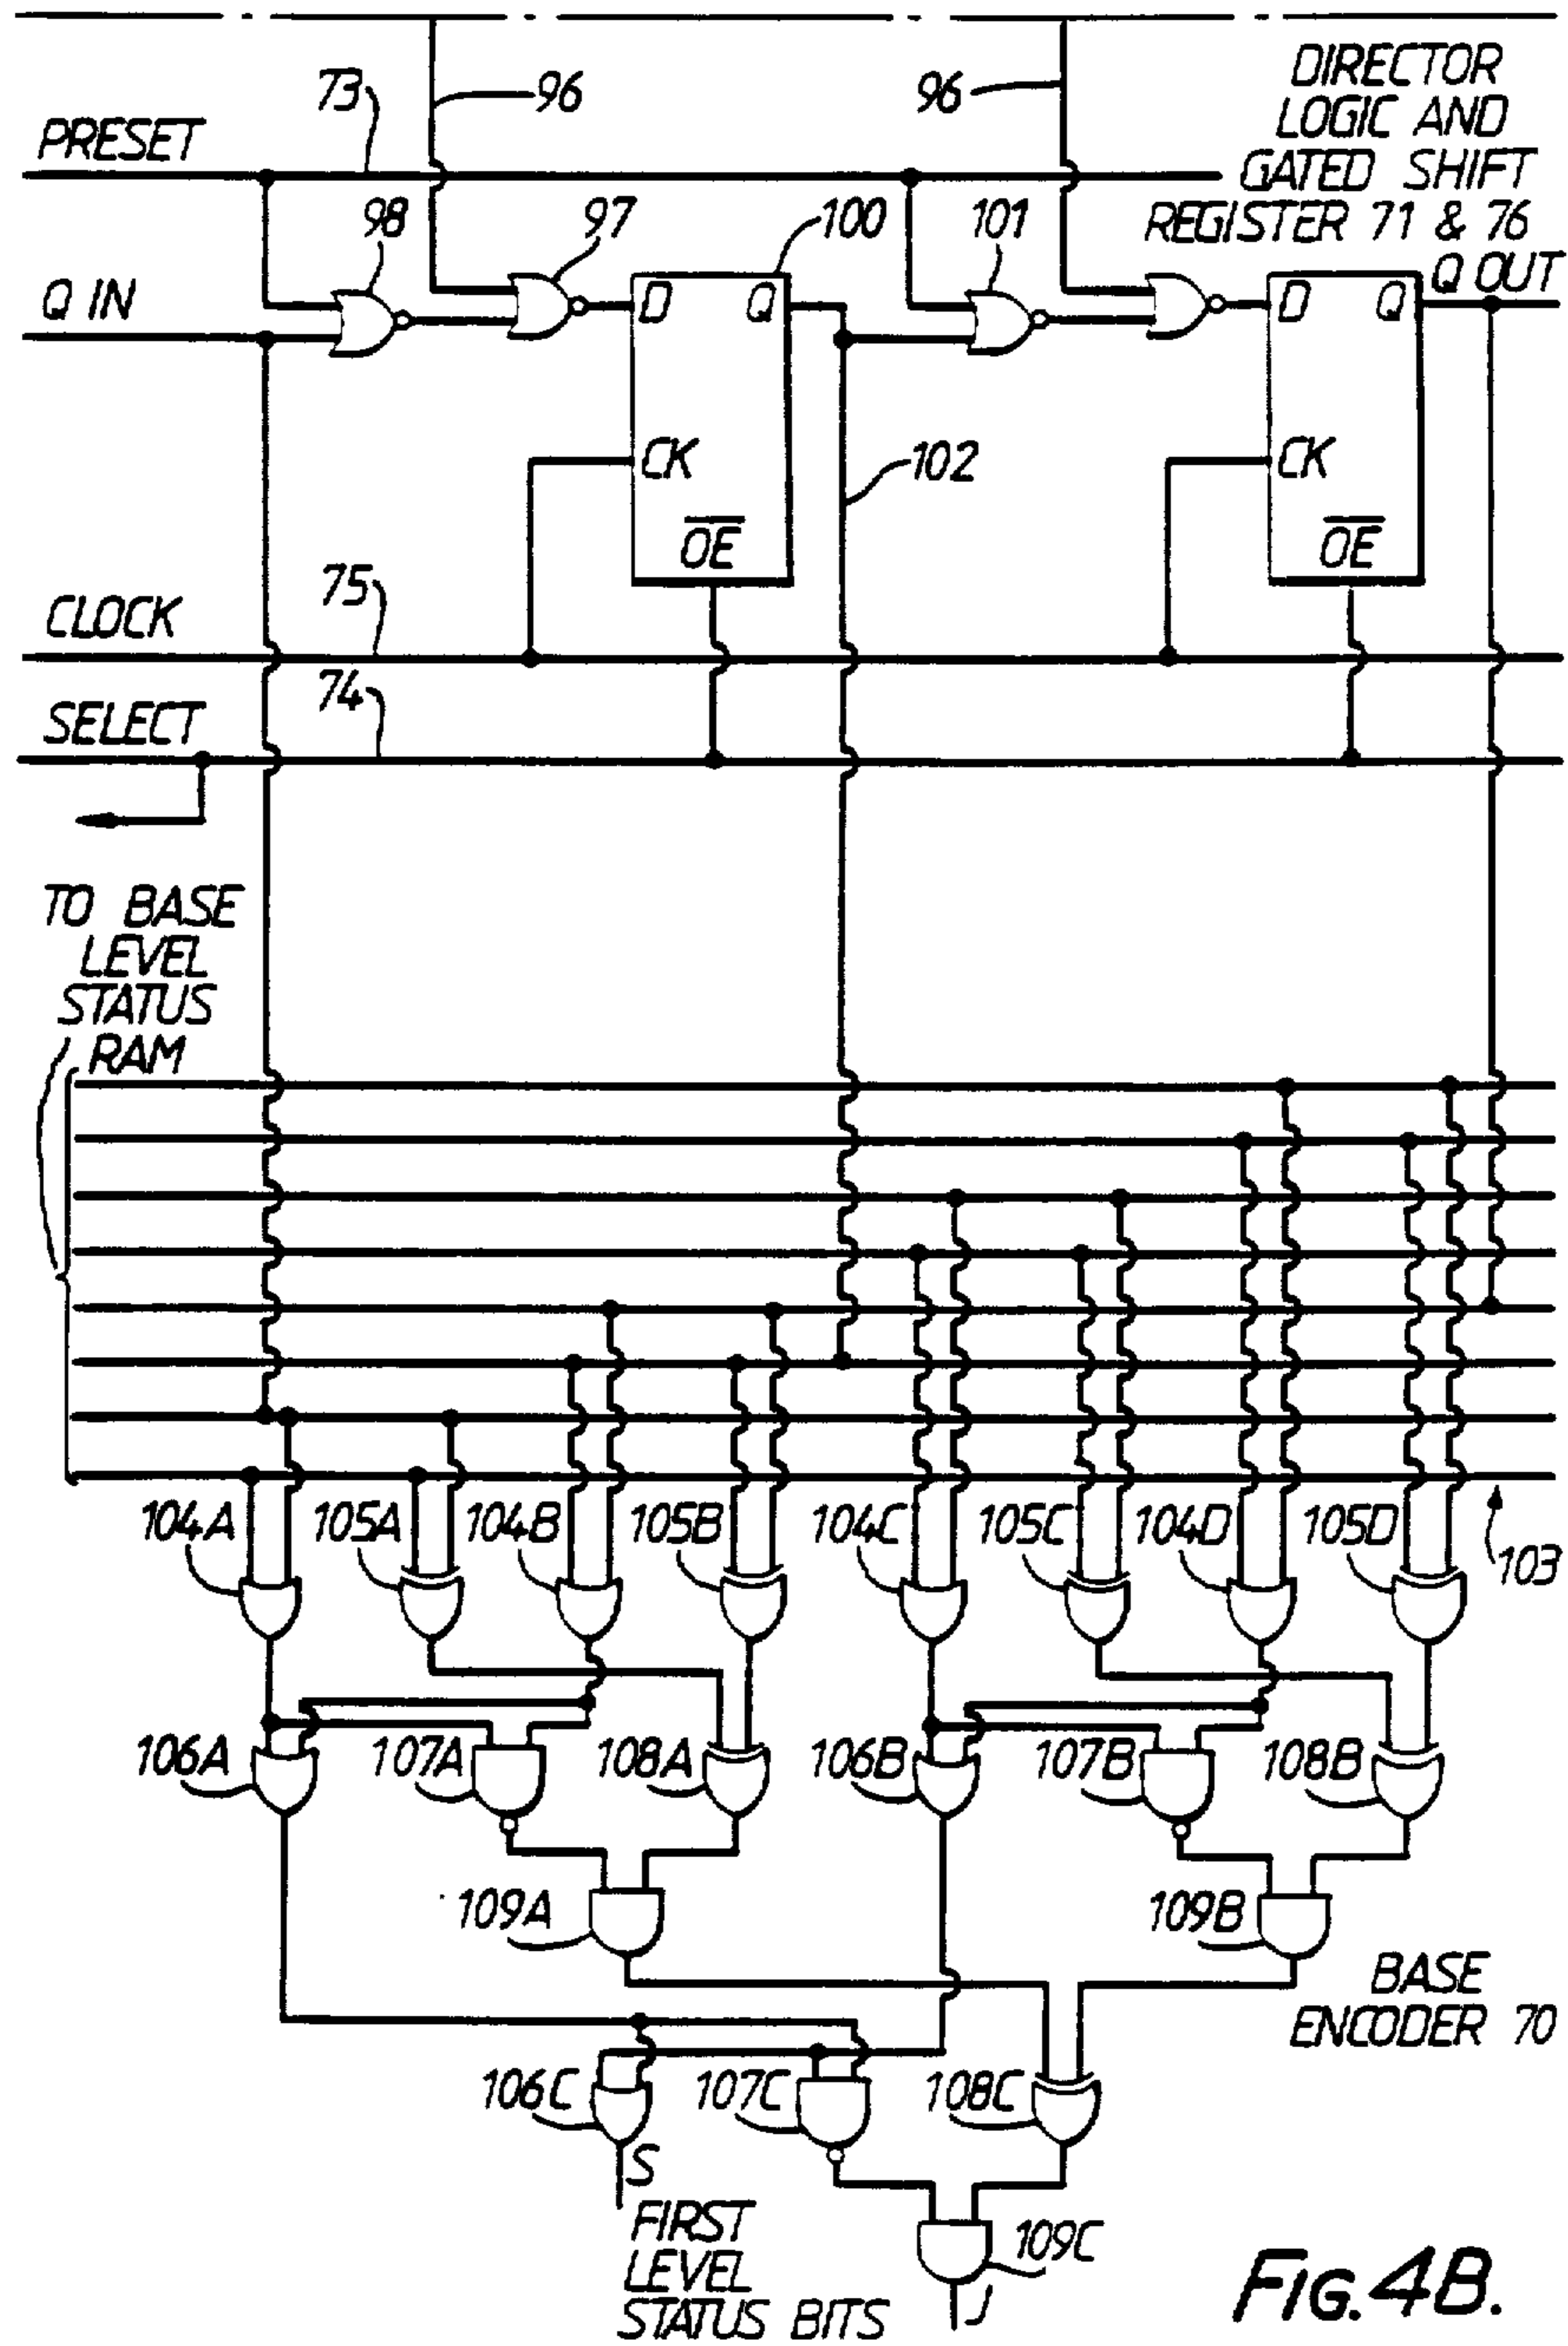 DIRECTOR
LOGIC AND
GATED SHIFT
REGISTER 71 & 76
73
96
96
PRESET
98
97
100
101
Q IN
D
Q
D
Q
Q OUT
CK
CK
102
OE
OE
75
CLOCK
74
SELECT
TO BASE
LEVEL
STATUS
RAM
104A
105A
104B
105B
104C
105C
104D
105D
103
106A
107A
108A
106B
107B
108B
109A
109B
BASE
ENCODER 70
106C
107C
108C
S
FIRST
LEVEL
STATUS BITS
109C
J
FIG. 4B.